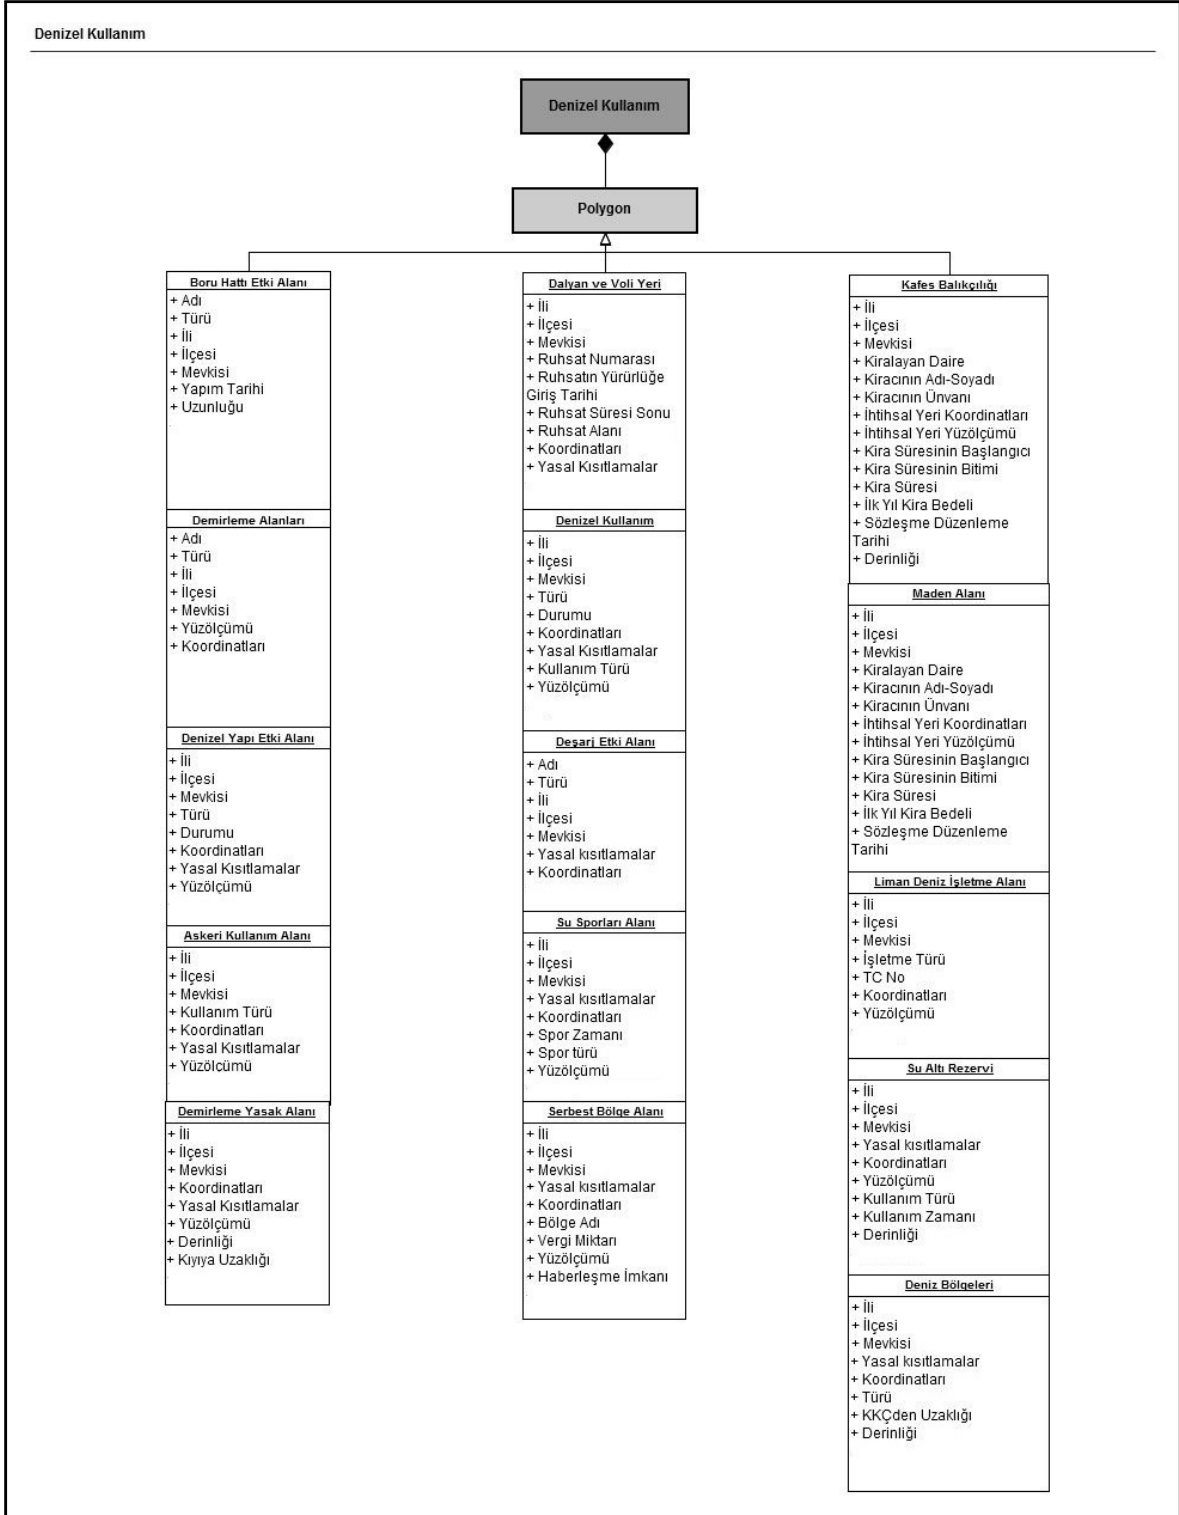 Denizel Kullanım
Denizel Kullanım
Polygon
Boru Hattı Etki Alanı
+ Adı
+ Türü
+ İli
+ İlçesi
+ Mevkisi
+ Yapım Tarihi
+ Uzunluğu
Demirleme Alanları
+ Adı
+ Türü
+ İli
+ İlçesi
+ Mevkisi
+ Yüzölçümü
+ Koordinatları
Denizel Yapı Etki Alanı
+ İli
+ İlçesi
+ Mevkisi
+ Türü
+ Durumu
+ Koordinatları
+ Yasal Kısıtlamalar
+ Yüzölçümü
Askeri Kullanım Alanı
+ İli
+ İlçesi
+ Mevkisi
+ Kullanım Türü
+ Koordinatları
+ Yasal Kısıtlamalar
+ Yüzölcümü
Demirleme Yasak Alanı
+ İli
+ İlçesi
+ Mevkisi
+ Koordinatları
+ Yasal Kısıtlamalar
+ Yüzölçümü
+ Derinliği
+ Kıyıya Uzaklığı
Dalyan ve Voli Yeri
+ İli
+ İlçesi
+ Mevkisi
+ Ruhsat Numarası
+ Ruhsatın Yürürlüğe
Giriş Tarihi
+ Ruhsat Süresi Sonu
+ Ruhsat Alanı
+ Koordinatları
+ Yasal Kısıtlamalar
Denizel Kullanım
+ İli
+ İlçesi
+ Mevkisi
+ Türü
+ Durumu
+ Koordinatları
+ Yasal Kısıtlamalar
+ Kullanım Türü
+ Yüzölçümü
Deşarj Etki Alanı
+ Adı
+ Türü
+ İli
+ İlçesi
+ Mevkisi
+ Yasal kısıtlamalar
+ Koordinatları
Su Sporları Alanı
+ İli
+ İlçesi
+ Mevkisi
+ Yasal kısıtlamalar
+ Koordinatları
+ Spor Zamanı
+ Spor türü
+ Yüzölçümü
Serbest Bölge Alanı
+ İli
+ İlçesi
+ Mevkisi
+ Yasal kısıtlamalar
+ Koordinatları
+ Bölge Adı
+ Vergi Miktarı
+ Yüzölçümü
+ Haberleşme İmkanı
Kafes Balıkçılığı
+ İli
+ İlçesi
+ Mevkisi
+ Kiralayan Daire
+ Kiracının Adı-Soyadı
+ Kiracının Ünvanı
+ İhtihsal Yeri Koordinatları
+ İhtihsal Yeri Yüzölçümü
+ Kira Süresinin Başlangıcı
+ Kira Süresinin Bitimi
+ Kira Süresi
+ İlk Yıl Kira Bedeli
+ Sözleşme Düzenleme
Tarihi
+ Derinliği
Maden Alanı
+ İli
+ İlçesi
+ Mevkisi
+ Kiralayan Daire
+ Kiracının Adı-Soyadı
+ Kiracının Ünvanı
+ İhtihsal Yeri Koordinatları
+ İhtihsal Yeri Yüzölçümü
+ Kira Süresinin Başlangıcı
+ Kira Süresinin Bitimi
+ Kira Süresi
+ İlk Yıl Kira Bedeli
+ Sözleşme Düzenleme
Tarihi
Liman Deniz İşletme Alanı
+ İli
+ İlçesi
+ Mevkisi
+ İşletme Türü
+ TC No
+ Koordinatları
+ Yüzölçümü
Su Altı Rezervi
+ İli
+ İlçesi
+ Mevkisi
+ Yasal kısıtlamalar
+ Koordinatları
+ Yüzölçümü
+ Kullanım Türü
+ Kullanım Zamanı
+ Derinliği
Deniz Bölgeleri
+ İli
+ İlçesi
+ Mevkisi
+ Yasal kısıtlamalar
+ Koordinatları
+ Türü
+ KKÇden Uzaklığı
+ Derinliği